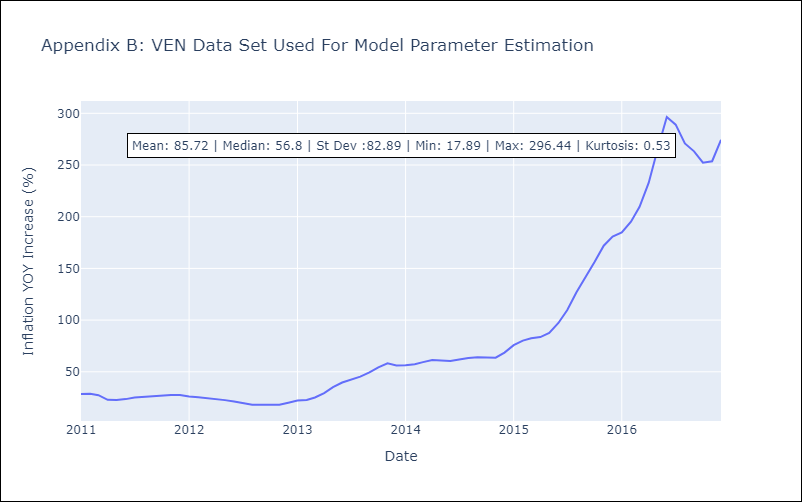 Appendix B: VEN Data Set Used For Model Parameter Estimation
300
Mean: 85.72 | Median: 56.8 | St Dev :82.89 | Min: 17.89 | Max: 296.44 | Kurtosis: 0.53
250
200
150
100
50
Inflation YOY Increase (%)
2011 2012 2013 2014 2015 2016
Date